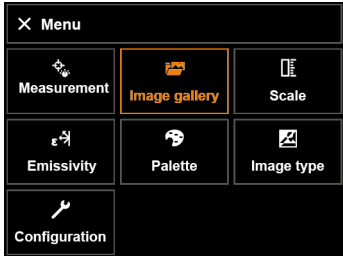 Menu
Measurement
Image gallery
Scale
ε
Emissivity
Palette
Image type
Configuration